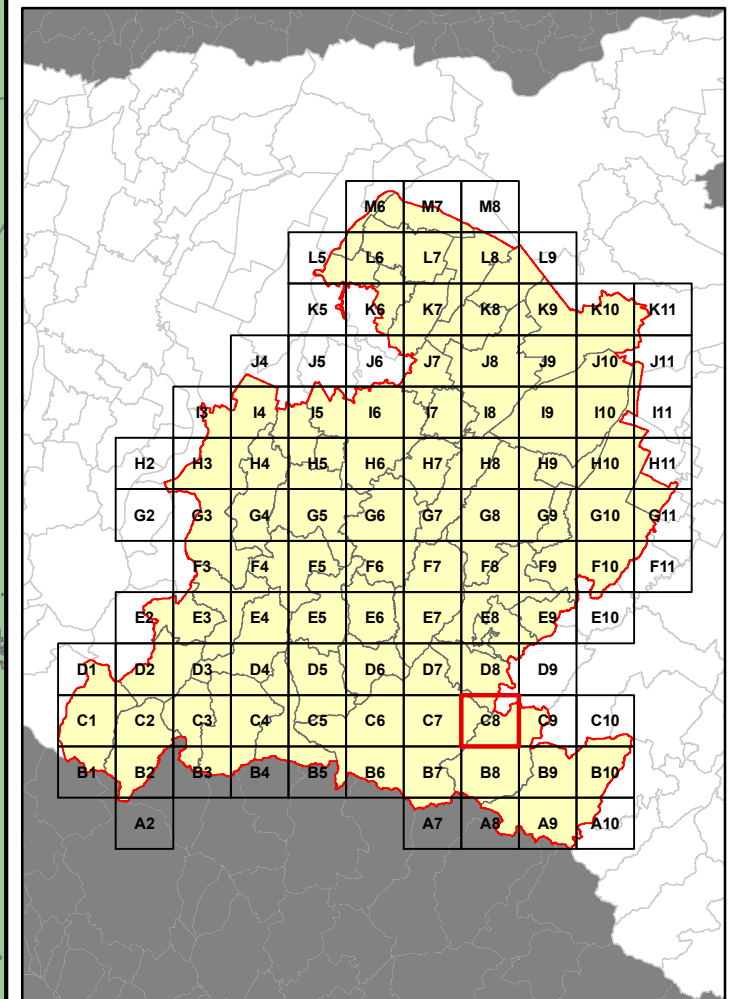 M6 M7 M8
L5 L6 L7 L8 L9
K5 K6 K7 K8 K9 K10 K11
J4 J5 J6 J7 J8 J9 J10 J11
I3 I4 I5 I6 I7 I8 I9 I10 I11
H2 H3 H4 H5 H6 H7 H8 H9 H10 H11
G2 G3 G4 G5 G6 G7 G8 G9 G10 G11
F3 F4 F5 F6 F7 F8 F9 F10 F11
E2 E3 E4 E5 E6 E7 E8 E9 E10
D1 D2 D3 D4 D5 D6 D7 D8 D9
C1 C2 C3 C4 C5 C6 C7 C8 C9 C10
B1 B2 B3 B4 B5 B6 B7 B8 B9 B10
A2 A7 A8 A9 A10